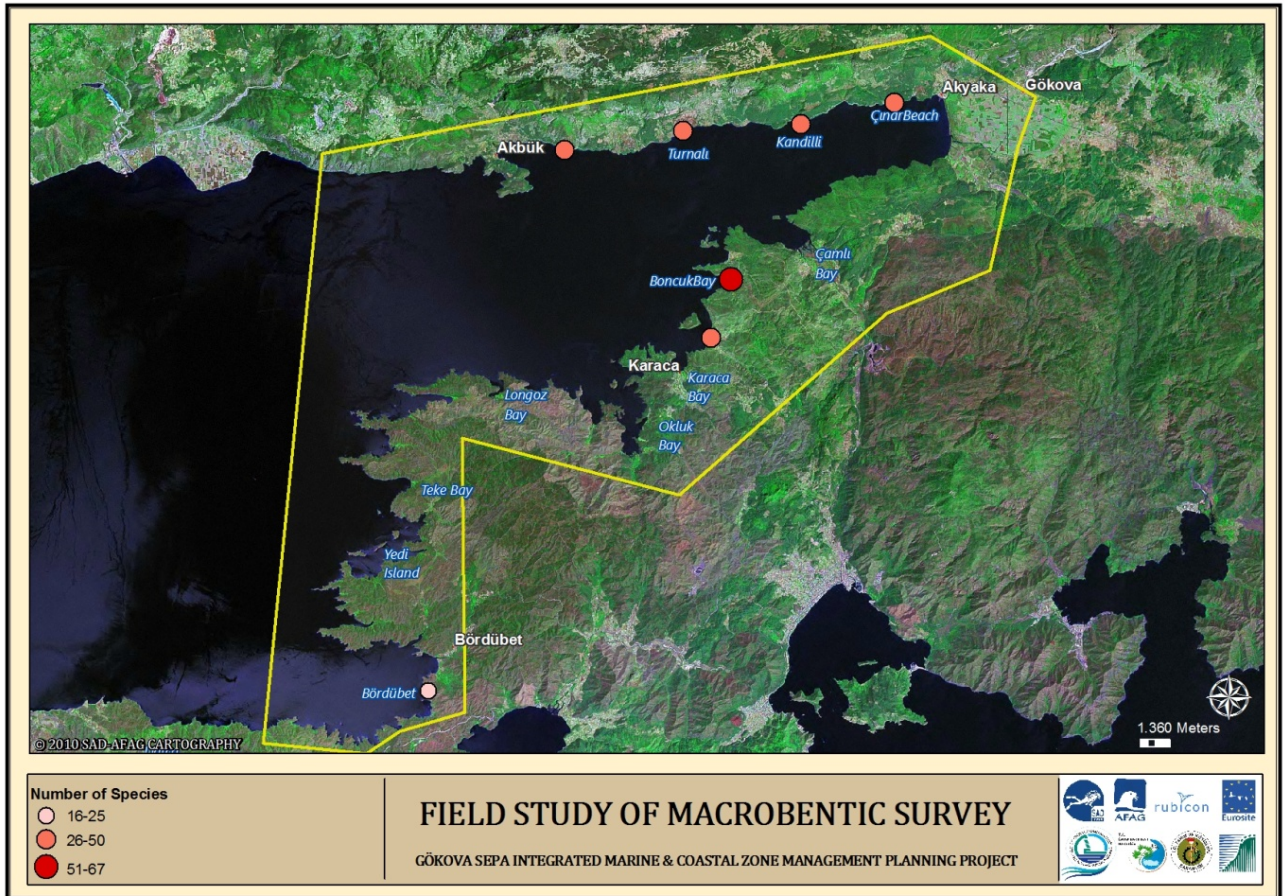 Akyaka
Gökova
ÇınarBeach
Kandilli
Turnalı
Akbük
Çamlı
Bay
BoncukBay
Karaca
Karaca
Bay
Longoz
Bay
Okluk
Bay
Teke Bay
Yedi
Island
Bördübet
Bördübet
1.360 Meters
© 2010 SAD-AFAG CARTOGRAPHY
Number of Species
16-25
26-50
51-67
FIELD STUDY OF MACROBENTIC SURVEY
GÖKOVA SEPA INTEGRATED MARINE & COASTAL ZONE MANAGEMENT PLANNING PROJECT
SAD
AFAG
rubicon
Eurosite